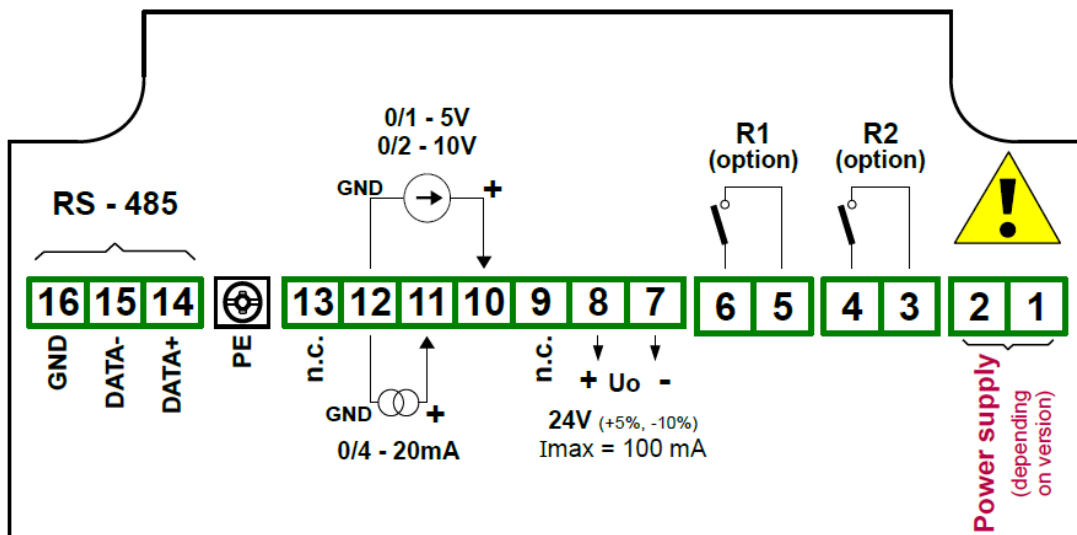 0/1 - 5V
0/2 - 10V
GND
+
R1
(option)
R2
(option)
RS - 485
16 15 14
13 12 11 10 9 8 7
6 5
4 3
2 1
GND
DATA-
DATA+
PE
n.c.
GND
+
0/4 - 20mA
n.c.
+ Uo -
24V (+5%, -10%)
Imax = 100 mA
Power supply
(depending
on version)